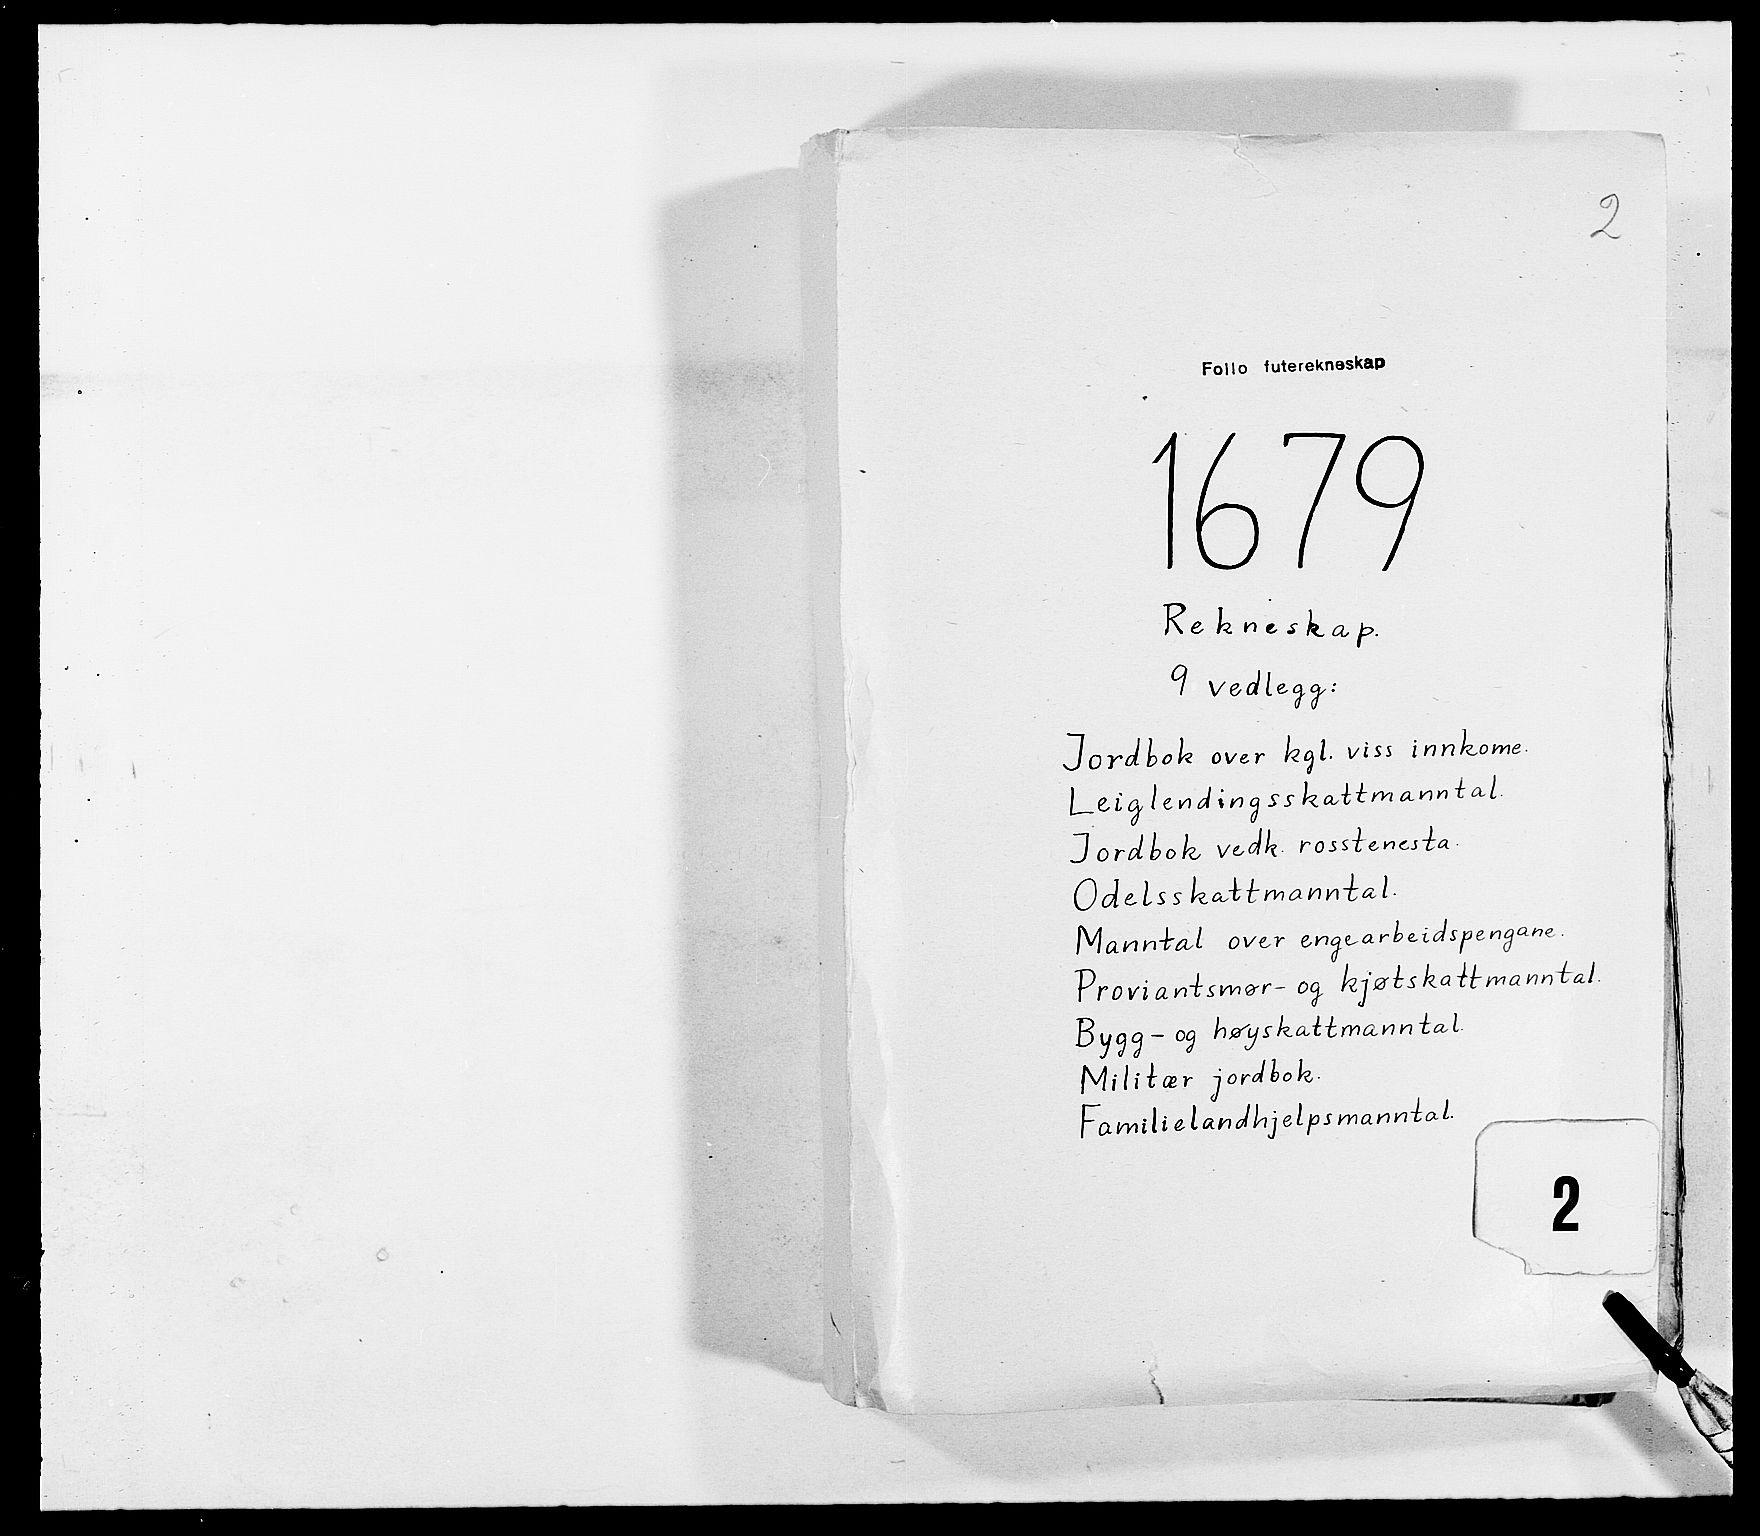 2
Follo futerekneskap
1679
Rekneskap.
9 vedlegg:
Jordbok over kgl. viss innkome.
Leiglendingsskattmanntal.
Jordbok vedk. rosstenesta.
Odelsskattmanntal.
Manntal over engearbeidspengane.
Proviantsmør- og kjøtskattmanntal.
Bygg- og høyskattmanntal.
Militær jordbok.
Familielandhjelpsmanntal.
2